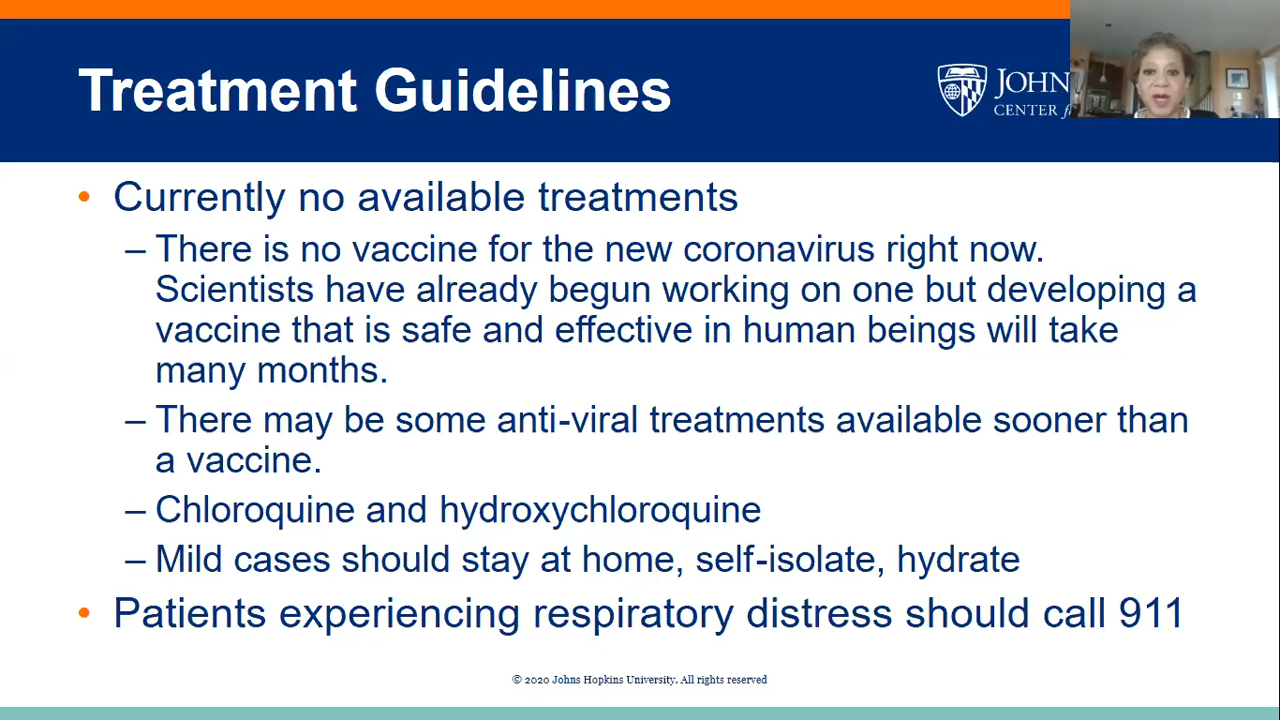 Treatment Guidelines
JOHN
CENTER f
• Currently no available treatments
– There is no vaccine for the new coronavirus right now.
Scientists have already begun working on one but developing a
vaccine that is safe and effective in human beings will take
many months.
– There may be some anti-viral treatments available sooner than
a vaccine.
– Chloroquine and hydroxychloroquine
– Mild cases should stay at home, self-isolate, hydrate
• Patients experiencing respiratory distress should call 911
© 2020 Johns Hopkins University. All rights reserved